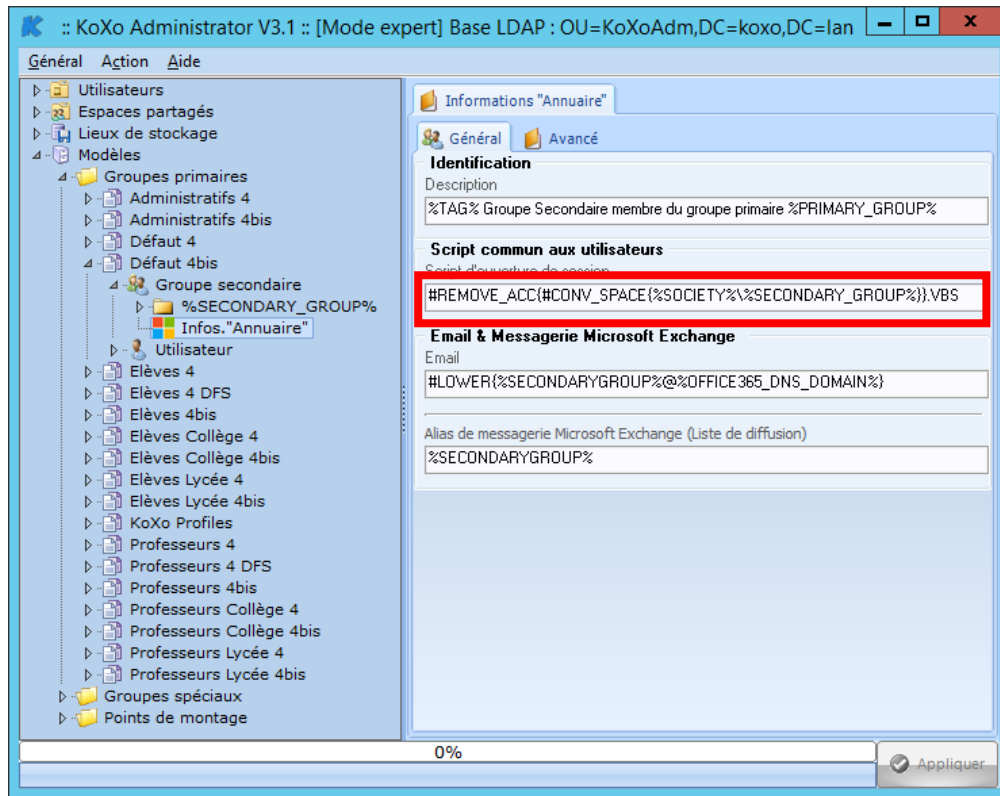 :: KoXo Administrator V3.1 :: [Mode expert] Base LDAP : OU=KoXoAdm,DC=koxo,DC=lan
Général Action Aide
Utilisateurs
Espaces partagés
Lieux de stockage
Modèles
Groupes primaires
Administratifs 4
Administratifs 4bis
Défaut 4
Défaut 4bis
Groupe secondaire
%SECONDARY_GROUP%
Infos."Annuaire"
Utilisateur
Elèves 4
Elèves 4 DFS
Elèves 4bis
Elèves Collège 4
Elèves Collège 4bis
Elèves Lycée 4
Elèves Lycée 4bis
KoXo Profiles
Professeurs 4
Professeurs 4 DFS
Professeurs 4bis
Professeurs Collège 4
Professeurs Collège 4bis
Professeurs Lycée 4
Professeurs Lycée 4bis
Groupes spéciaux
Points de montage
Informations "Annuaire"
Général Avancé
Identification
Description
%TAG% Groupe Secondaire membre du groupe primaire %PRIMARY_GROUP%
Script commun aux utilisateurs
Script d'ouverture de session
#REMOVE_ACC{#CONV_SPACE{%SOCIETY%\%SECONDARY_GROUP%}}.VBS
Email & Messagerie Microsoft Exchange
Email
#LOWER{%SECONDARYGROUP%@%OFFICE365_DNS_DOMAIN%}
Alias de messagerie Microsoft Exchange (Liste de diffusion)
%SECONDARYGROUP%
0%
Appliquer